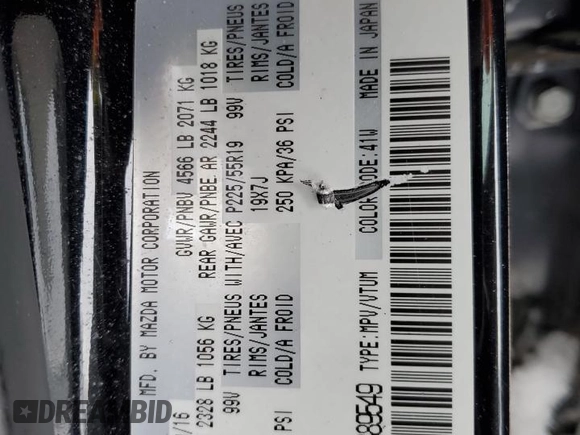 MFD. BY MAZDA MOTOR CORPORATION
/16 GVWR/PNBV 4566 LB 2071 KG
2328 LB 1056 KG REAR GAWR/PNBE AR 2244 LB 1018 KG
99V TIRES/PNEUS WITH/AVEC P225/55R19 99V TIRES/PNEUS
RIMS/JANTES 19X7J RIMS/JANTES
PSI COLD/A FROID 250 KPA/36 PSI COLD/A FROID
89549 TYPE:MPV/VTUM COLOR CODE:41W MADE IN JAPAN
DREAMBID